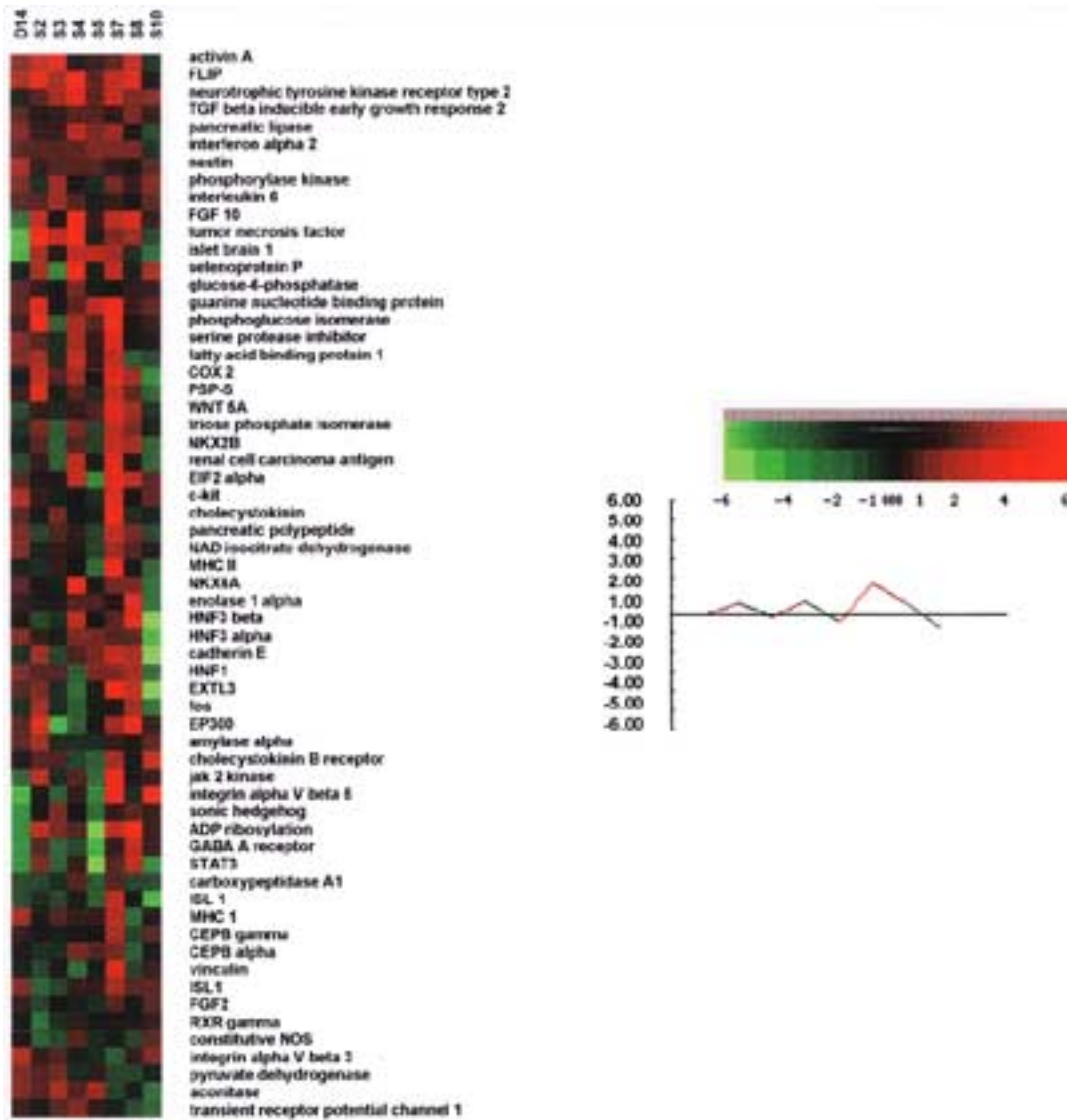 D14 S2 S3 S4 S5 S7 S8 S10
activin A
FLIP
neurotrophic tyrosine kinase receptor type 2
TGF beta inducible early growth response 2
pancreatic lipase
interferon alpha 2
nestin
phosphorylase kinase
interleukin 6
FGF 10
tumor necrosis factor
islet brain 1
selenoprotein P
glucose-6-phosphatase
guanine nucleotide binding protein
phosphoglucose isomerase
serine protease inhibitor
fatty acid binding protein 1
COX 2
PSP-S
WNT 5A
triose phosphate isomerase
NKX2B
renal cell carcinoma antigen
EIF2 alpha
c-kit
cholecystokinin
pancreatic polypeptide
NAD isocitrate dehydrogenase
MHC II
NKX6A
enolase 1 alpha
HNF3 beta
HNF3 alpha
cadherin E
HNF1
EXTL3
fos
EP300
amylase alpha
cholecystokinin B receptor
jak 2 kinase
integrin alpha V beta
sonic hedgehog
ADP ribosylation
GABA A receptor
STAT3
carboxypeptidase A1
ISL 1
MHC 1
CEPB gamma
CEPB alpha
vinculin
ISL1
FGF2
RXR gamma
constitutive NOS
integrin alpha V beta 3
pyruvate dehydrogenase
aconitase
transient receptor potential channel 1
-6 -4 -2 -1 1 2 4 6
6.00
5.00
4.00
3.00
2.00
1.00
-1.00
-2.00
-3.00
-4.00
-5.00
-6.00